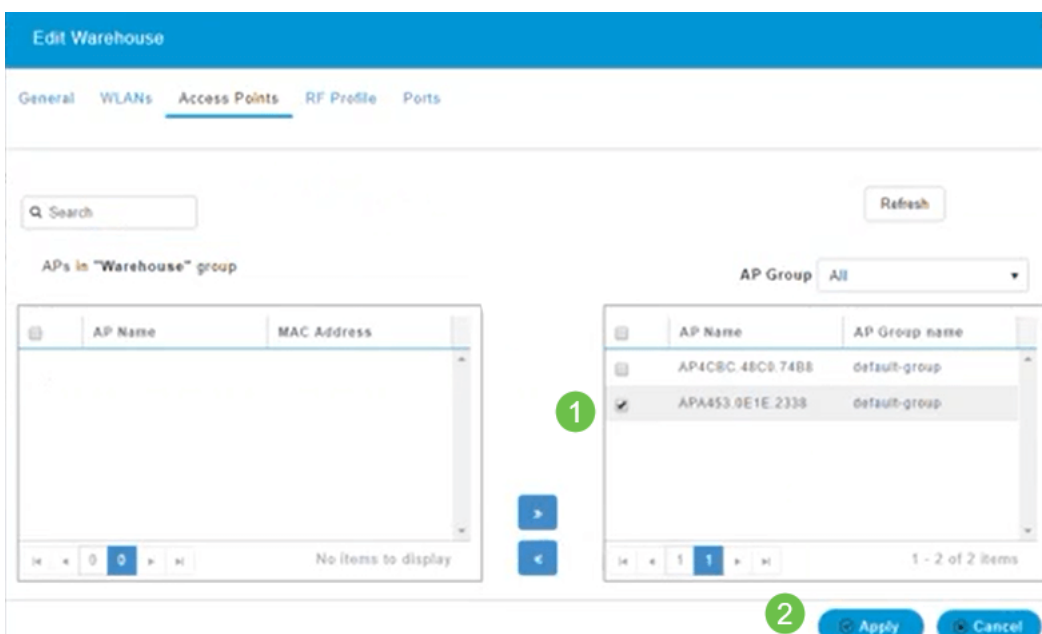 Edit Warehouse
General WLANs Access Points RF Profile Ports
Search
Refresh
APs in "Warehouse" group
AP Group All
AP Name MAC Address
AP Name AP Group name
AP4CBC.48C0.74B8 default-group
1 APA453.0E1E.2338 default-group
0 0 No items to display
1 1 1 - 2 of 2 items
2 Apply Cancel